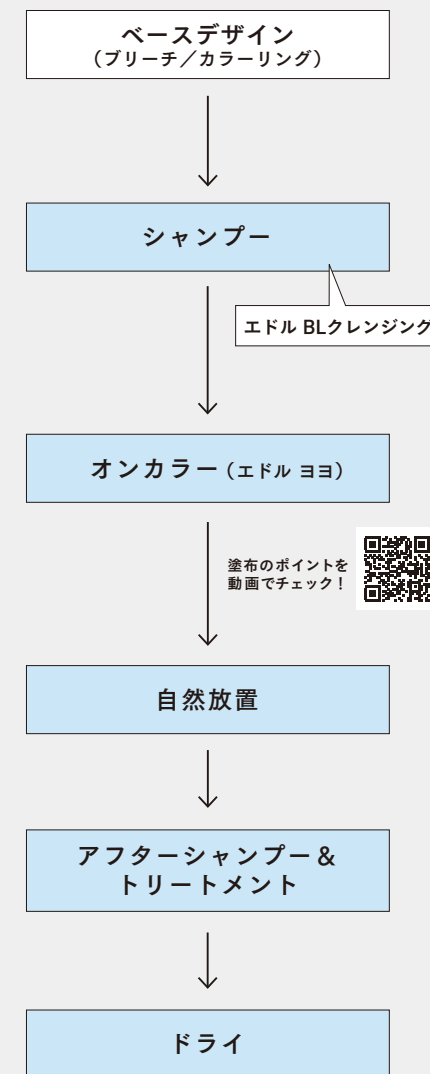 ベースデザイン
（ブリーチ／カラーリング）
シャンプー
エドル BLクレンジング
オンカラー（エドル ヨヨ）
塗布のポイントを
動画でチェック！
自然放置
アフターシャンプー＆
トリートメント
ドライ